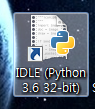 IDLE (Python
3.6 32-bit)